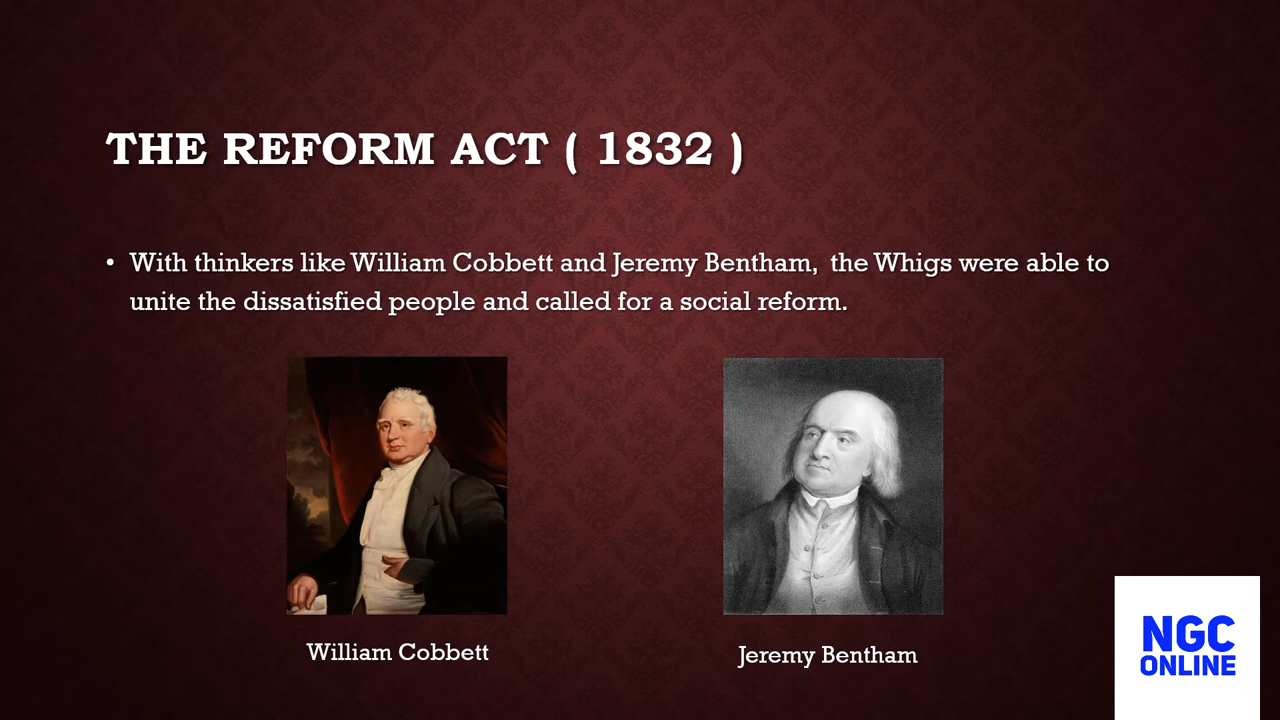 THE REFORM ACT ( 1832 )
• With thinkers like William Cobbett and Jeremy Bentham, the Whigs were able to
unite the dissatisfied people and called for a social reform.
William Cobbett
Jeremy Bentham
NGC
ONLINE